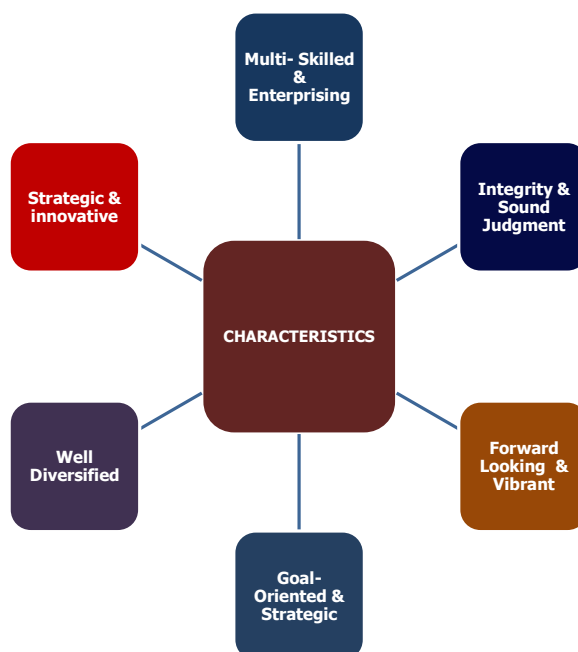 Multi- Skilled
&
Enterprising
Strategic &
innovative
Integrity &
Sound
Judgment
CHARACTERISTICS
Well
Diversified
Forward
Looking  &
Vibrant
Goal-
Oriented &
Strategic